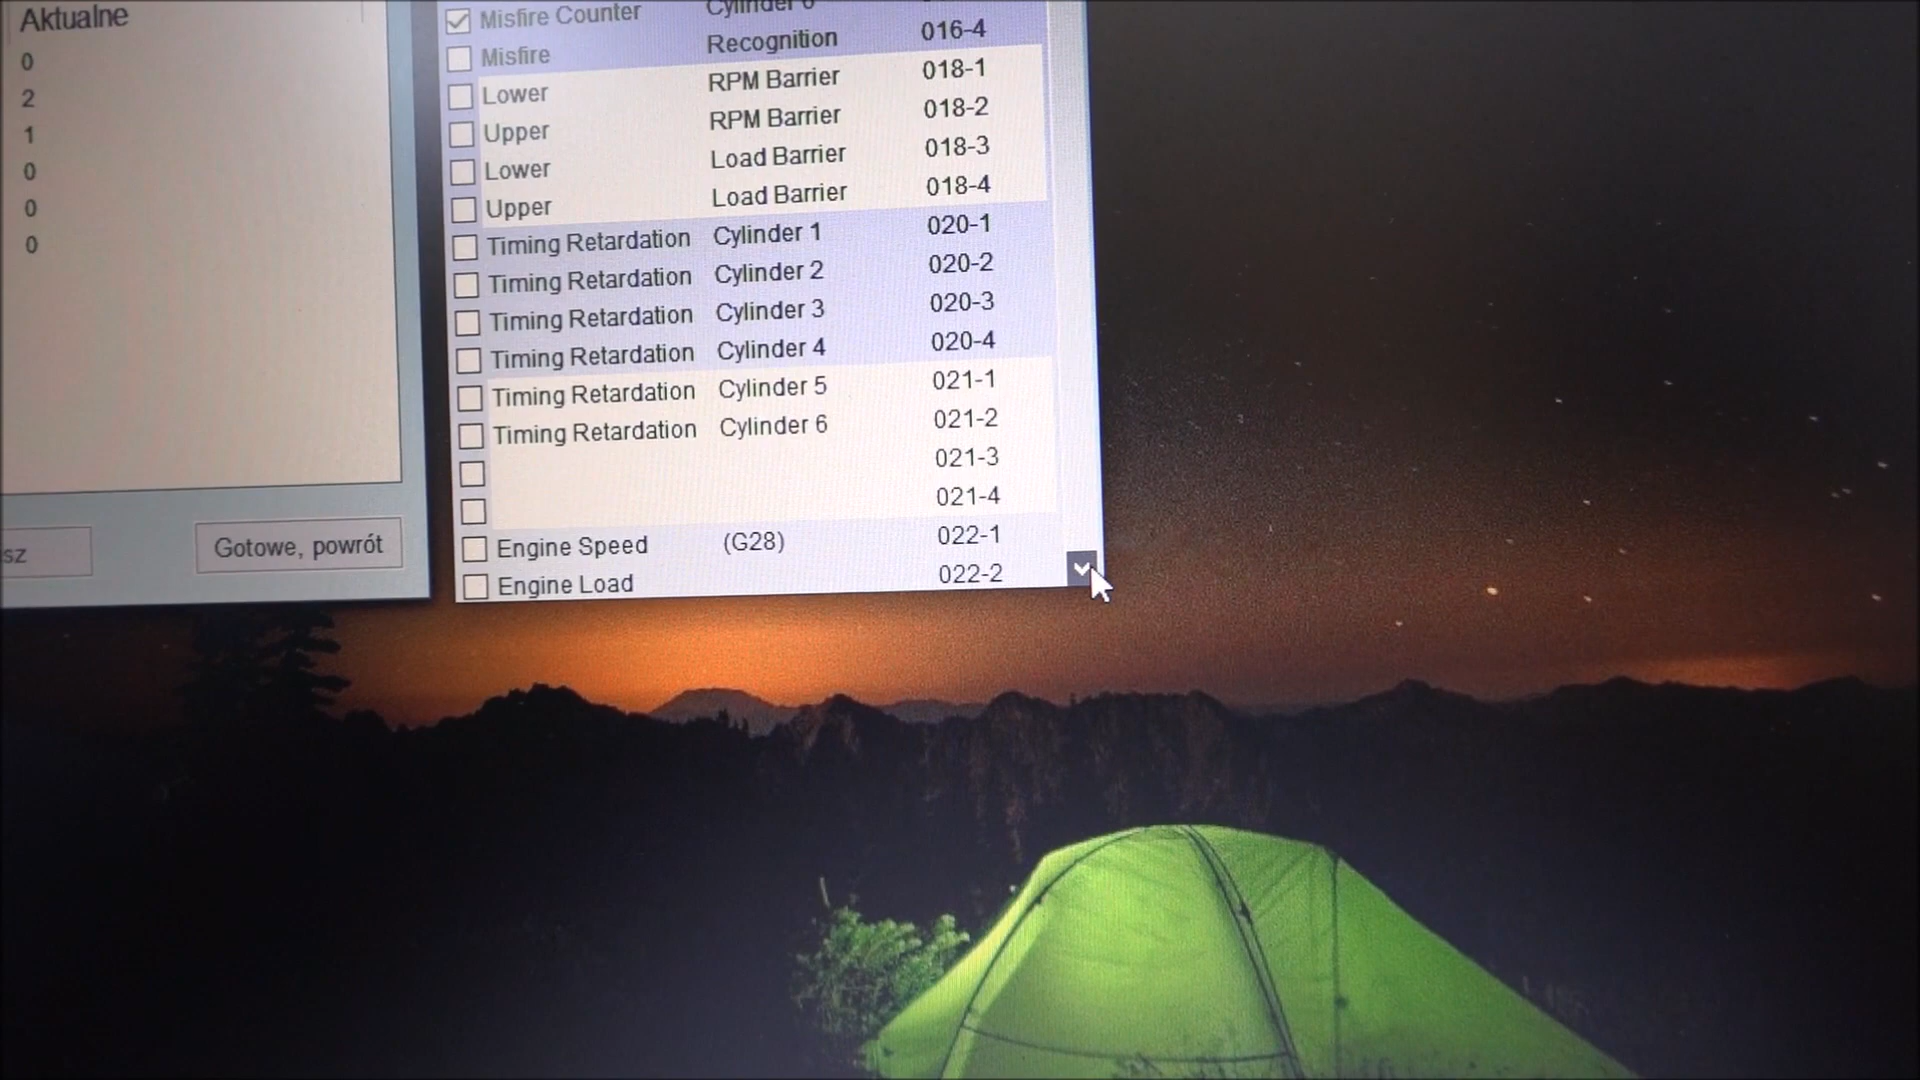 Aktualne
0
2
1
0
0
0
sz
Gotowe, powrót
Misfire Counter Cylinder 6
Misfire Recognition 016-4
Lower RPM Barrier 018-1
Upper RPM Barrier 018-2
Lower Load Barrier 018-3
Upper Load Barrier 018-4
Timing Retardation Cylinder 1 020-1
Timing Retardation Cylinder 2 020-2
Timing Retardation Cylinder 3 020-3
Timing Retardation Cylinder 4 020-4
Timing Retardation Cylinder 5 021-1
Timing Retardation Cylinder 6 021-2
021-3
021-4
Engine Speed (G28) 022-1
Engine Load 022-2